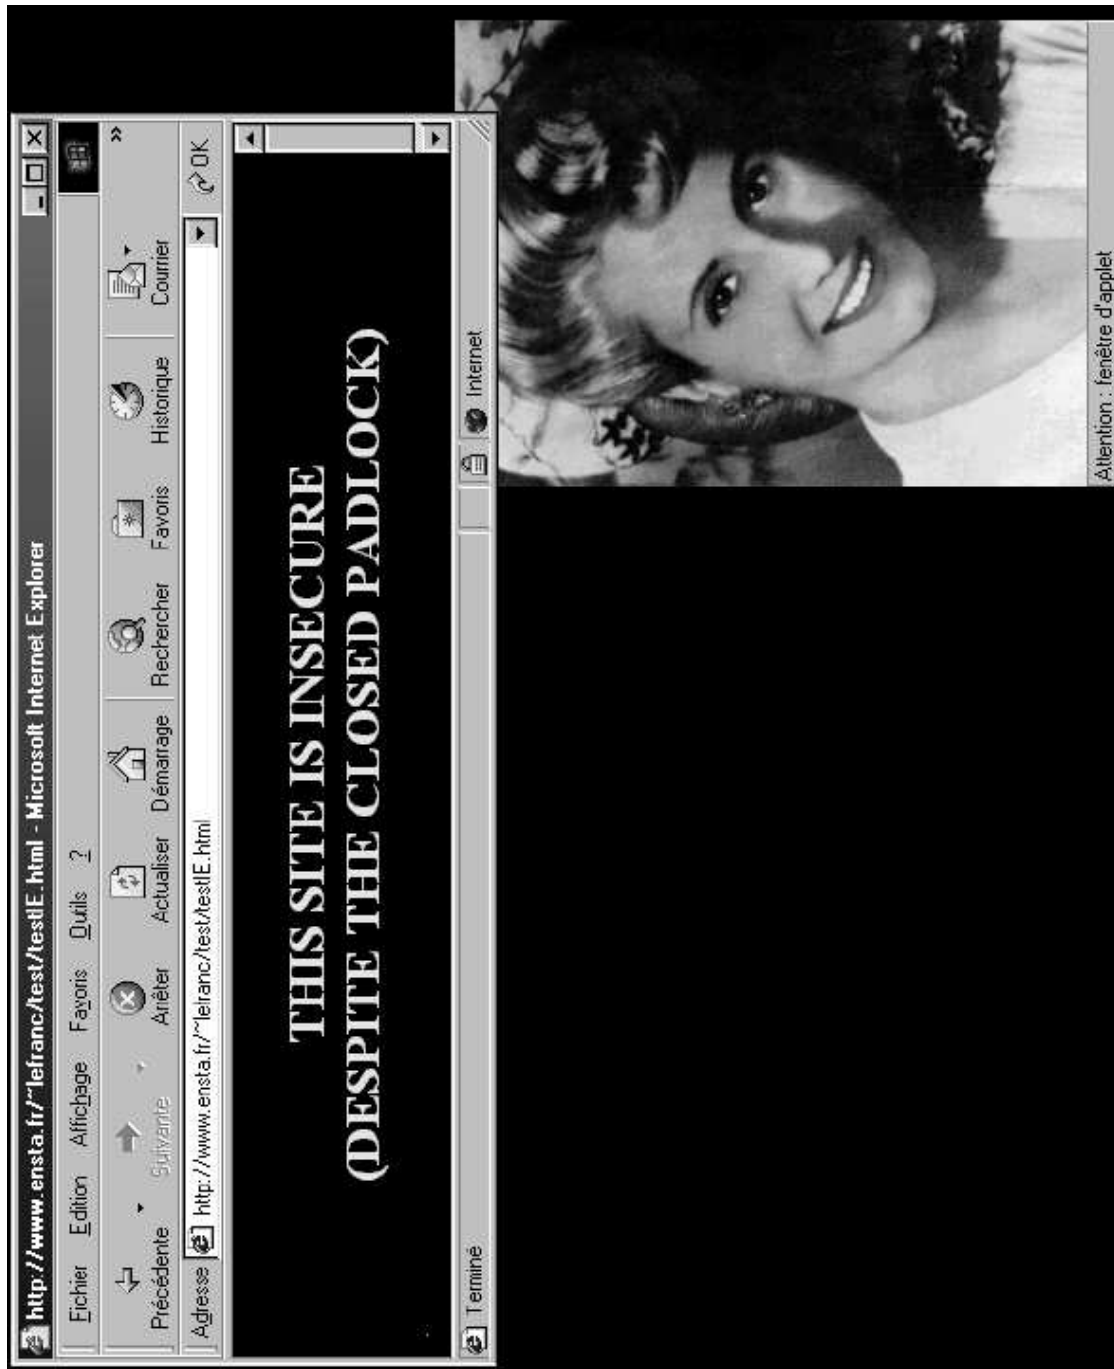 http://www.ensta.fr/~lefranc/test/testIE.html - Microsoft Internet Explorer
Fichier Edition Affichage Favoris Outils ?
Précédente Suivante Arrêter Actualiser Démarrage Rechercher Favoris Historique Courrier »
Adresse http://www.ensta.fr/~lefranc/test/testIE.html OK
THIS SITE IS INSECURE
(DESPITE THE CLOSED PADLOCK)
Terminé Internet
Attention : fenêtre d'applet